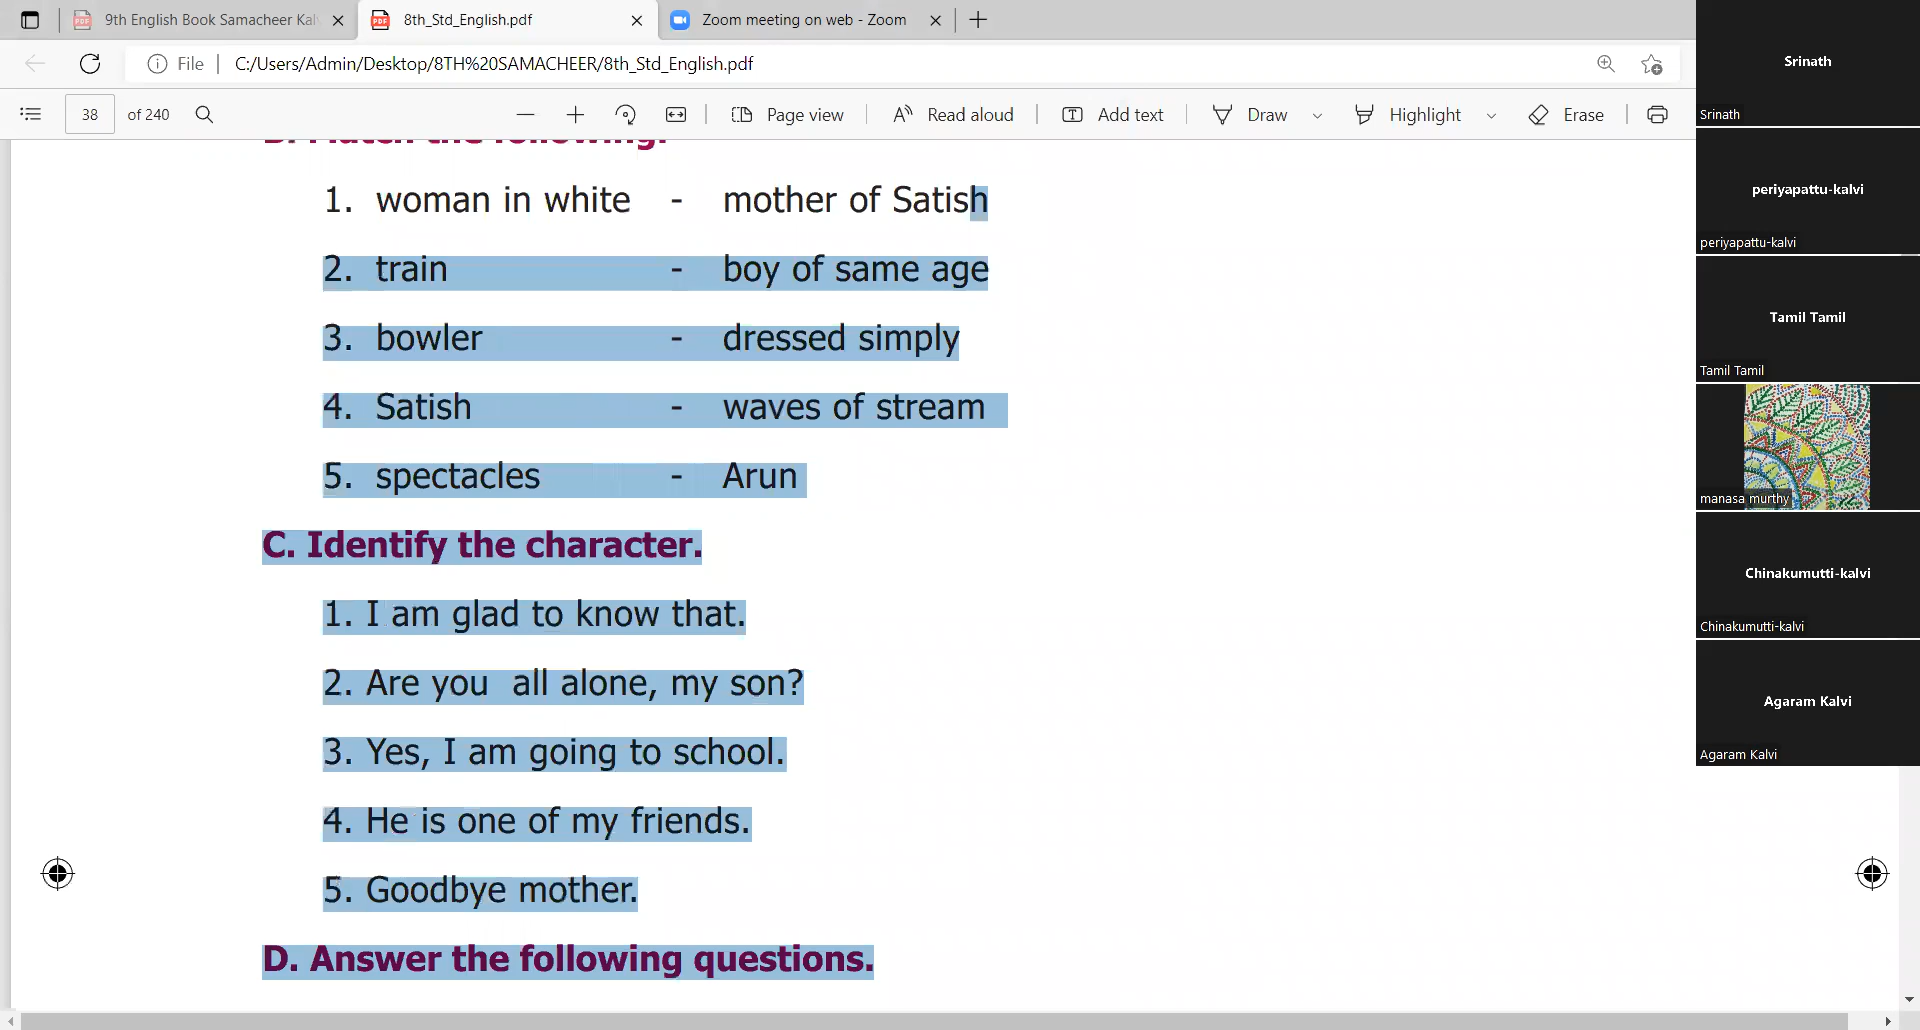 9th English Book Samacheer Kal
8th_Std_English.pdf
Zoom meeting on web - Zoom
File
C:/Users/Admin/Desktop/8TH%20SAMACHEER/8th_Std_English.pdf
38 of 240
Page view
Read aloud
Add text
Draw
Highlight
Erase
B. Match the following.
1. woman in white - mother of Satish
2. train - boy of same age
3. bowler - dressed simply
4. Satish - waves of stream
5. spectacles - Arun
C. Identify the character.
1. I am glad to know that.
2. Are you all alone, my son?
3. Yes, I am going to school.
4. He is one of my friends.
5. Goodbye mother.
D. Answer the following questions.
Srinath
Srinath
periyapattu-kalvi
periyapattu-kalvi
Tamil Tamil
Tamil Tamil
manasa murthy
Chinakumutti-kalvi
Chinakumutti-kalvi
Agaram Kalvi
Agaram Kalvi